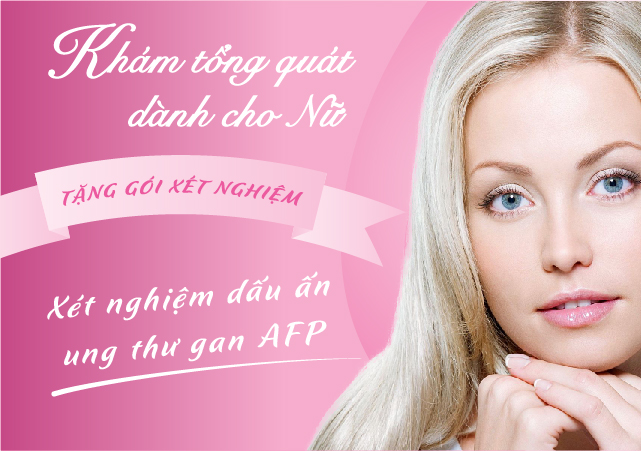 Khám tổng quát
dành cho Nữ
TẶNG GÓI XÉT NGHIỆM
Xét nghiệm dấu ấn
ung thư gan AFP